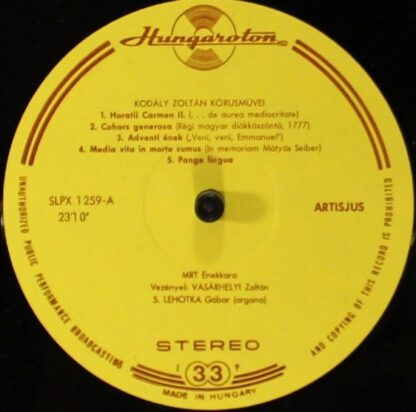 Hungaroton
KODÁLY ZOLTÁN KÓRUSMŰVEI
1. Horatii Carmen II. (. . . de aurea mediocritate)
2. Cohors generosa (Régi magyar diákköszöntő, 1777)
3. Adventi ének („Veni, veni, Emmanuel")
4. Media vita in morte sumus (In memoriam Mátyás Seiber)
5. Pange lingua
SLPX 1259-A
23'10"
ARTISJUS
MRT Énekkara
Vezényel: VÁSÁRHELYI Zoltán
5. LEHOTKA Gábor (orgona)
STEREO
L 33 P
MADE IN HUNGARY
UNAUTHORIZED PUBLIC PERFORMANCE BROADCASTING
AND COPYING OF THIS RECORD IS PROHIBITED